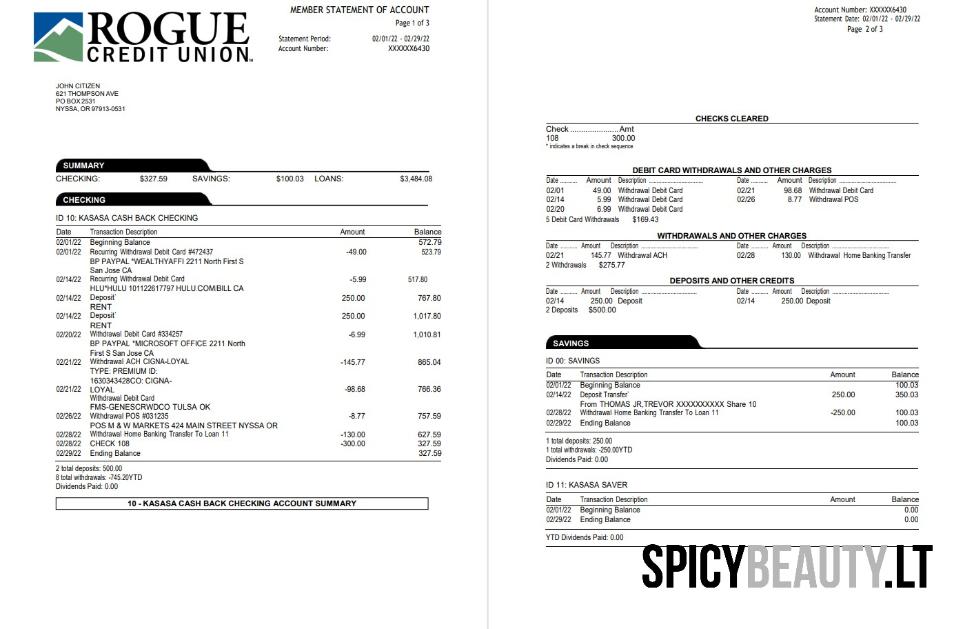 ROGUE
CREDIT UNION
MEMBER STATEMENT OF ACCOUNT
Page 1 of 3
Statement Period: 02/01/22 - 02/29/22
Account Number: XXXXXX6430
JOHN CITIZEN
621 THOMPSON AVE
PO BOX 2531
NYSSA, OR 97913-0531
SUMMARY
CHECKING: $327.59 SAVINGS: $100.03 LOANS: $3,484.08
CHECKING
ID 10: KASASA CASH BACK CHECKING
Date Transaction Description Amount Balance
02/01/22 Beginning Balance 572.79
02/01/22 Recurring Withdrawal Debit Card #472437 -49.00 523.79
BP PAYPAL *WEALTHYAFFI 2211 North First S
San Jose CA
02/14/22 Recurring Withdrawal Debit Card -5.99 517.80
HLU*HULU 101122617797 HULU.COM/BILL CA
02/14/22 Deposit` 250.00 767.80
RENT
02/14/22 Deposit` 250.00 1,017.80
RENT
02/20/22 Withdrawal Debit Card #334257 -6.99 1,010.81
BP PAYPAL *MICROSOFT OFFICE 2211 North
First S San Jose CA
02/21/22 Withdrawal ACH CIGNA-LOYAL -145.77 865.04
TYPE: PREMIUM ID:
1630343428CO: CIGNA-
02/21/22 LOYAL -98.68 766.36
Withdrawal Debit Card
FMS-GENESCRWDCO TULSA OK
02/26/22 Withdrawal POS #031235 -8.77 757.59
POS M & W MARKETS 424 MAIN STREET NYSSA OR
02/28/22 Withdrawal Home Banking Transfer To Loan 11 -130.00 627.59
02/28/22 CHECK 108 -300.00 327.59
02/29/22 Ending Balance 327.59
2 total deposits: 500.00
8 total withdrawals: -745.20YTD
Dividends Paid: 0.00
10 - KASASA CASH BACK CHECKING ACCOUNT SUMMARY
Account Number: XXXXXX6430
Statement Date: 02/01/22 - 02/29/22
Page 2 of 3
CHECKS CLEARED
Check.......................Amt
108 300.00
* indicates a break in check sequence
DEBIT CARD WITHDRAWALS AND OTHER CHARGES
Date ......... Amount Description .................................... Date ......... Amount Description ....................................
02/01 49.00 Withdrawal Debit Card 02/21 98.68 Withdrawal Debit Card
02/14 5.99 Withdrawal Debit Card 02/26 8.77 Withdrawal POS
02/20 6.99 Withdrawal Debit Card
5 Debit Card Withdrawals $169.43
WITHDRAWALS AND OTHER CHARGES
Date ..... Amount Description .................................... Date ..... Amount Description ....................................
02/21 145.77 Withdrawal ACH 02/28 130.00 Withdrawal Home Banking Transfer
2 Withdrawals $275.77
DEPOSITS AND OTHER CREDITS
Date ..... Amount Description .................................... Date ..... Amount Description ....................................
02/14 250.00 Deposit 02/14 250.00 Deposit
2 Deposits $500.00
SAVINGS
ID 00: SAVINGS
Date Transaction Description Amount Balance
02/01/22 Beginning Balance 100.03
02/14/22 Deposit Transfer` 250.00 350.03
From THOMAS JR,TREVOR XXXXXXXXXX Share 10
02/28/22 Withdrawal Home Banking Transfer To Loan 11 -250.00 100.03
02/29/22 Ending Balance 100.03
1 total deposits: 250.00
1 total withdrawals: -250.00YTD
Dividends Paid: 0.00
ID 11: KASASA SAVER
Date Transaction Description Amount Balance
02/01/22 Beginning Balance 0.00
02/29/22 Ending Balance 0.00
YTD Dividends Paid: 0.00
SPICYBEAUTY.LT